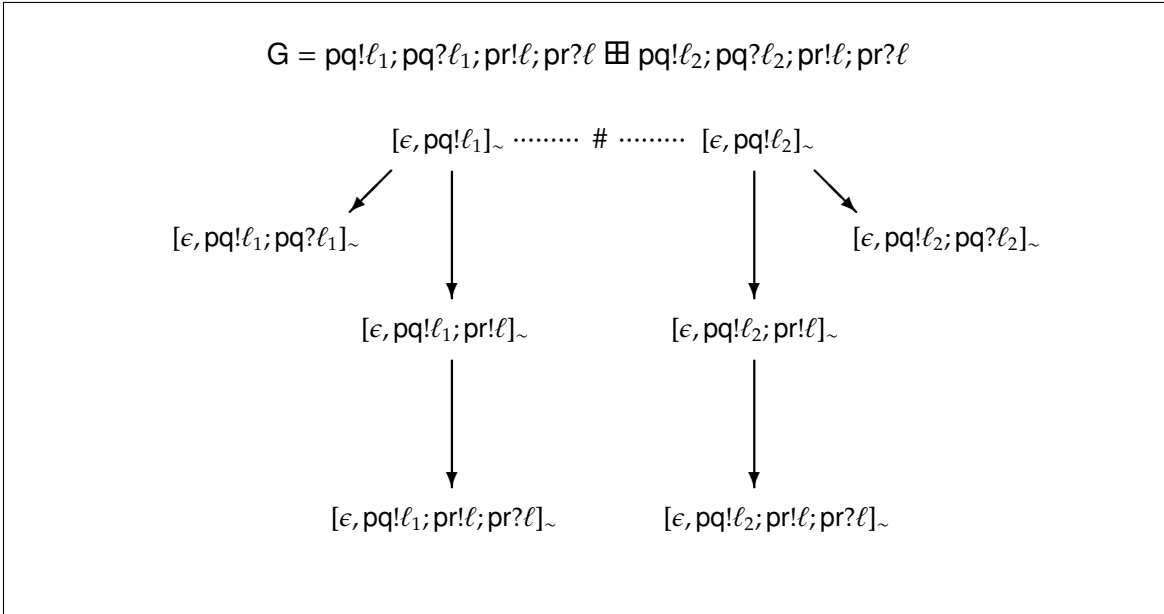 G = pq!ℓ₁; pq?ℓ₁; pr!ℓ; pr?ℓ ⊞ pq!ℓ₂; pq?ℓ₂; pr!ℓ; pr?ℓ
[ϵ, pq!ℓ₁]∼ ········· # ········· [ϵ, pq!ℓ₂]∼
[ϵ, pq!ℓ₁; pq?ℓ₁]∼ [ϵ, pq!ℓ₂; pq?ℓ₂]∼
[ϵ, pq!ℓ₁; pr!ℓ]∼ [ϵ, pq!ℓ₂; pr!ℓ]∼
[ϵ, pq!ℓ₁; pr!ℓ; pr?ℓ]∼ [ϵ, pq!ℓ₂; pr!ℓ; pr?ℓ]∼